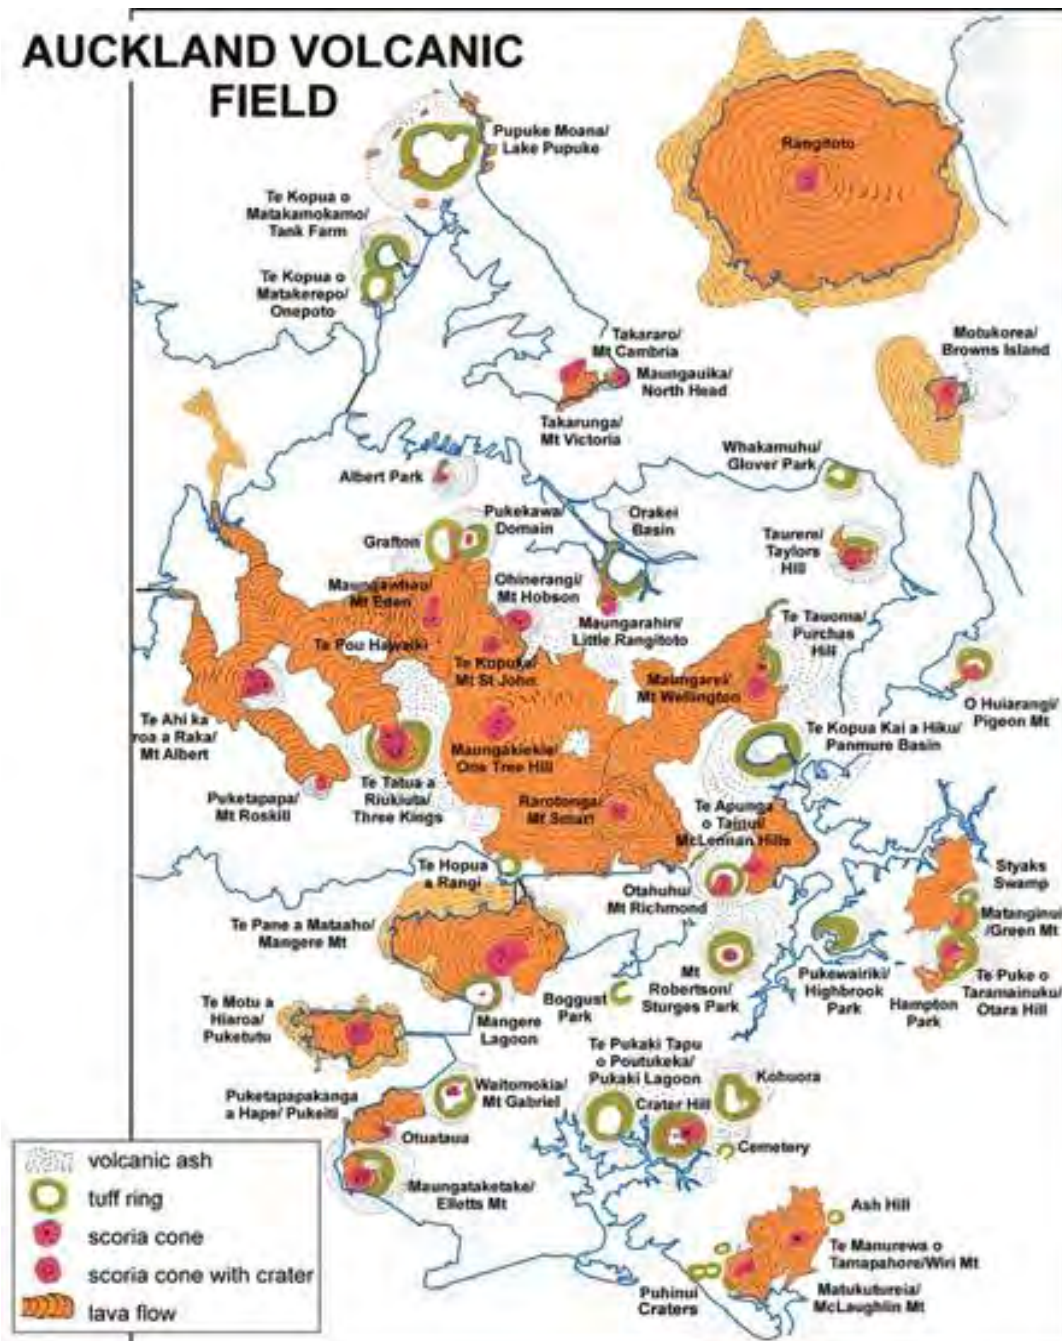 AUCKLAND VOLCANIC
FIELD
Pupuke Moana/
Lake Pupuke
Rangitoto
Te Kopua o
Matakamokamo/
Tank Farm
Te Kopua o
Matakerepo/
Onepoto
Takararo/
Mt Cambria
Maungauika/
North Head
Takarunga/
Mt Victoria
Motukorea/
Browns Island
Whakamuhu/
Glover Park
Albert Park
Pukekawa/
Domain
Orakei
Basin
Grafton
Taurere/
Taylors
Hill
Maungawhau/
Mt Eden
Ohinerangi/
Mt Hobson
Maungarahiri/
Little Rangitoto
Te Tauoma/
Purchas
Hill
Te Pou Hawaiki
Te Kopuke/
Mt St John
Maungarei/
Mt Wellington
O Huiarangi/
Pigeon Mt
Te Ahi ka
roa a Raka/
Mt Albert
Maungakiekie/
One Tree Hill
Te Kopua Kai a Hiku/
Panmure Basin
Puketapapa/
Mt Roskill
Te Tatua a
Riukiuta/
Three Kings
Rarotonga/
Mt Smart
Te Apunga
o Tainui/
McLennan Hills
Te Hopua
a Rangi
Otahuhu/
Mt Richmond
Styaks
Swamp
Matanginui
/Green Mt
Te Pane a Mataaho/
Mangere Mt
Mt
Robertson/
Sturges Park
Pukewairiki/
Highbrook
Park
Hampton
Park
Te Puke o
Taramainuku/
Otara Hill
Boggust
Park
Te Motu a
Hiaroa/
Puketutu
Mangere
Lagoon
Te Pukaki Tapu
o Poutukeka/
Pukaki Lagoon
Kohuora
Waitomokia/
Mt Gabriel
Puketapapakanga
a Hape/ Pukeiti
Crater Hill
Otuataua
Cemetery
Maungataketake/
Elletts Mt
Ash Hill
Te Manurewa o
Tamapahore/Wiri Mt
Puhinui
Craters
Matukutureia/
McLaughlin Mt
volcanic ash
tuff ring
scoria cone
scoria cone with crater
lava flow